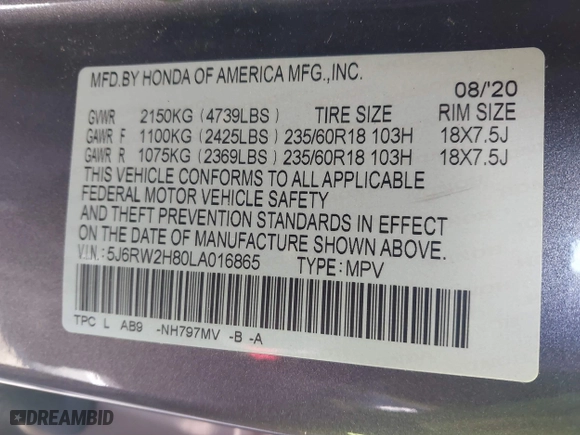 MFD.BY HONDA OF AMERICA MFG.,INC.
08/'20
GVWR 2150KG (4739LBS) TIRE SIZE RIM SIZE
GAWR F 1100KG (2425LBS) 235/60R18 103H 18X7.5J
GAWR R 1075KG (2369LBS) 235/60R18 103H 18X7.5J
THIS VEHICLE CONFORMS TO ALL APPLICABLE
FEDERAL MOTOR VEHICLE SAFETY
AND THEFT PREVENTION STANDARDS IN EFFECT
ON THE DATE OF MANUFACTURE SHOWN ABOVE.
V.I.N.:5J6RW2H80LA016865 TYPE:MPV
TPC L AB9 -NH797MV -B -A
DREAMBID